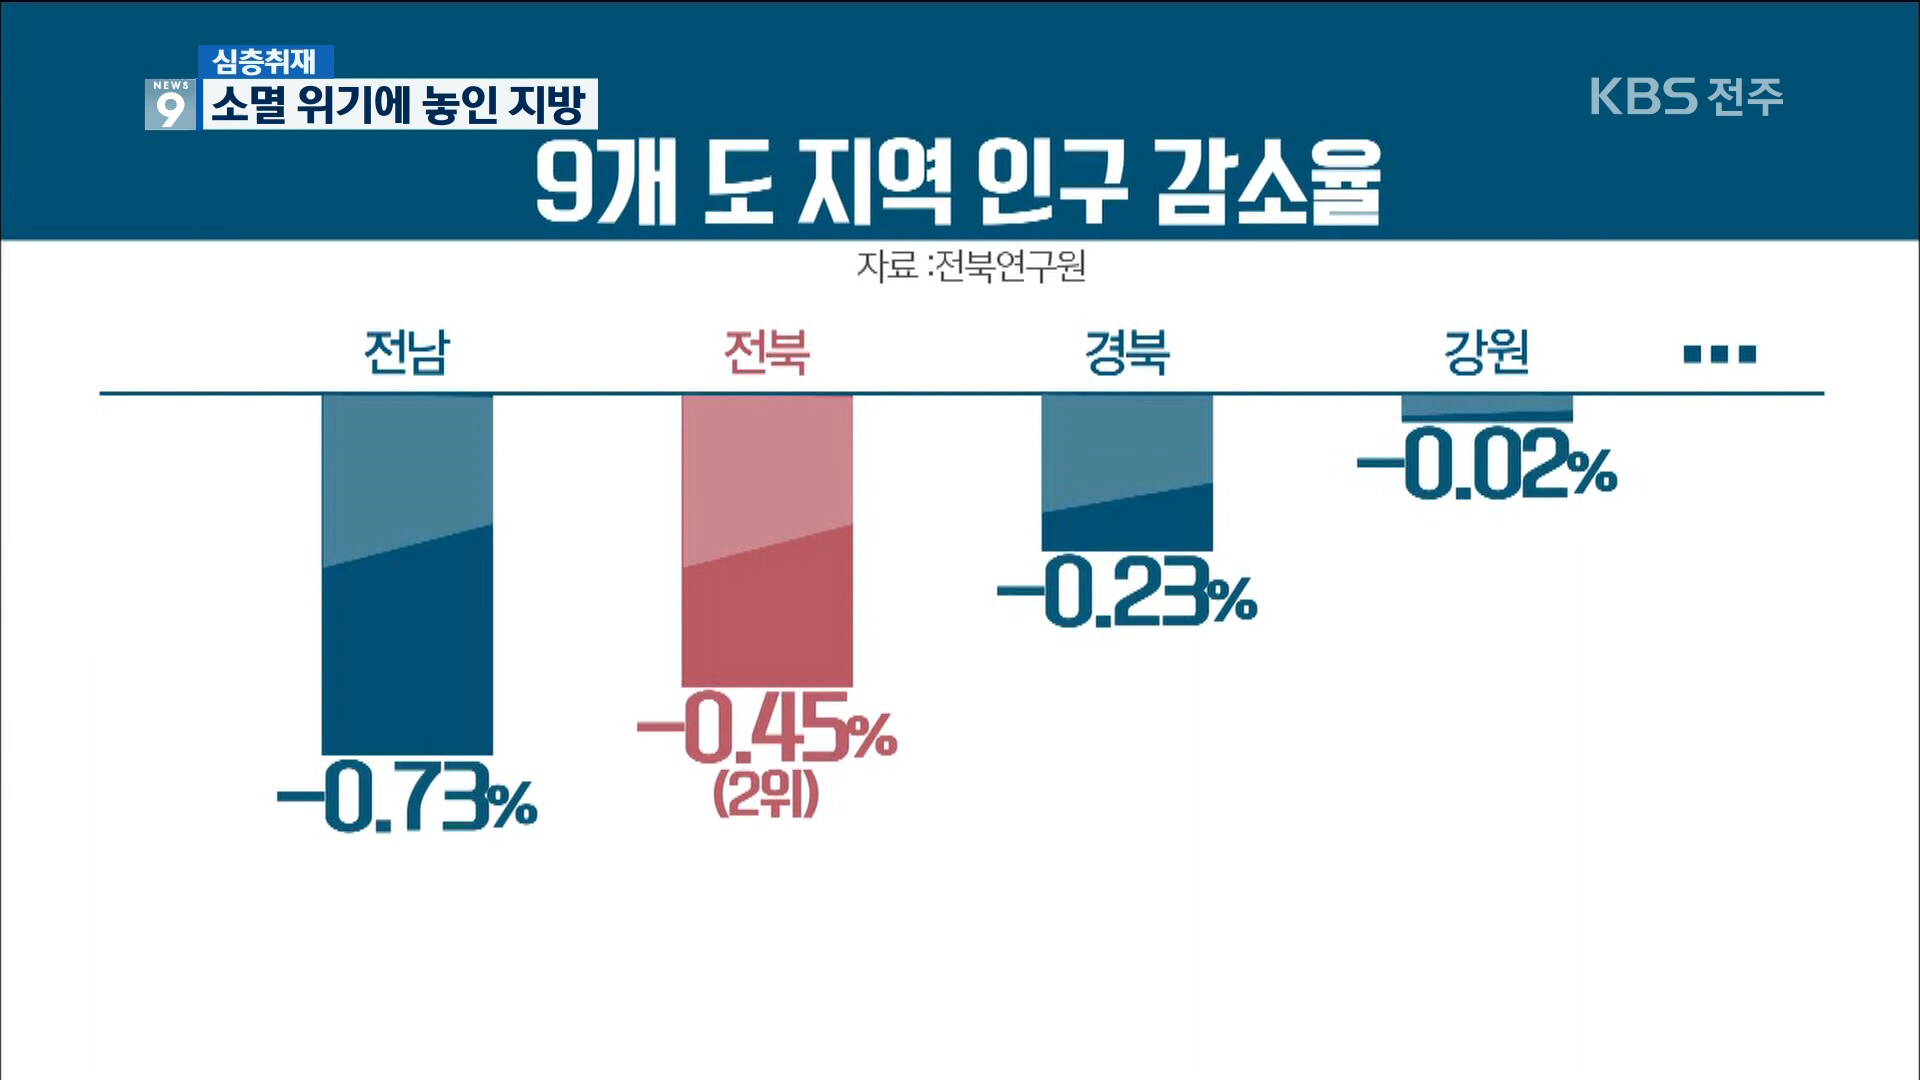 심층취재
NEWS 9
소멸 위기에 놓인 지방
KBS 전주
9개 도 지역 인구 감소율
자료 :전북연구원
전남 전북 경북 강원 ...
-0.02%
-0.23%
-0.45%
(2위)
-0.73%